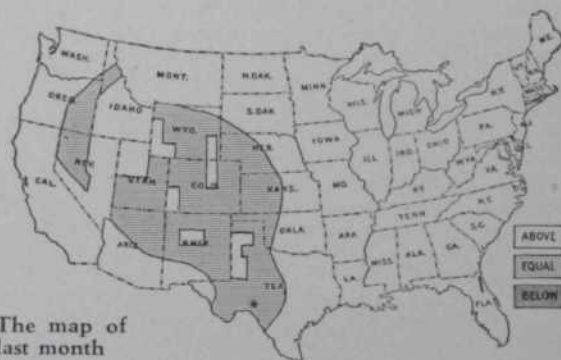 WASH.
MONT.
N.DAK.
MINN
ME.
OREG.
IDAHO
S.DAK.
WIS.
MICH
N.Y.
WYO.
NEB.
IOWA
PA.
NEV.
UTAH
COLO
KANS.
MO.
ILL
IND.
OHIO
W.VA.
VA.
CAL.
KY.
ARIZ.
N.MEX.
OKLA.
ARK.
TENN
N.C.
S.C.
TEX.
LA.
MISS.
ALA.
GA.
FLA.
ABOVE
EQUAL
BELOW
The map of
last month